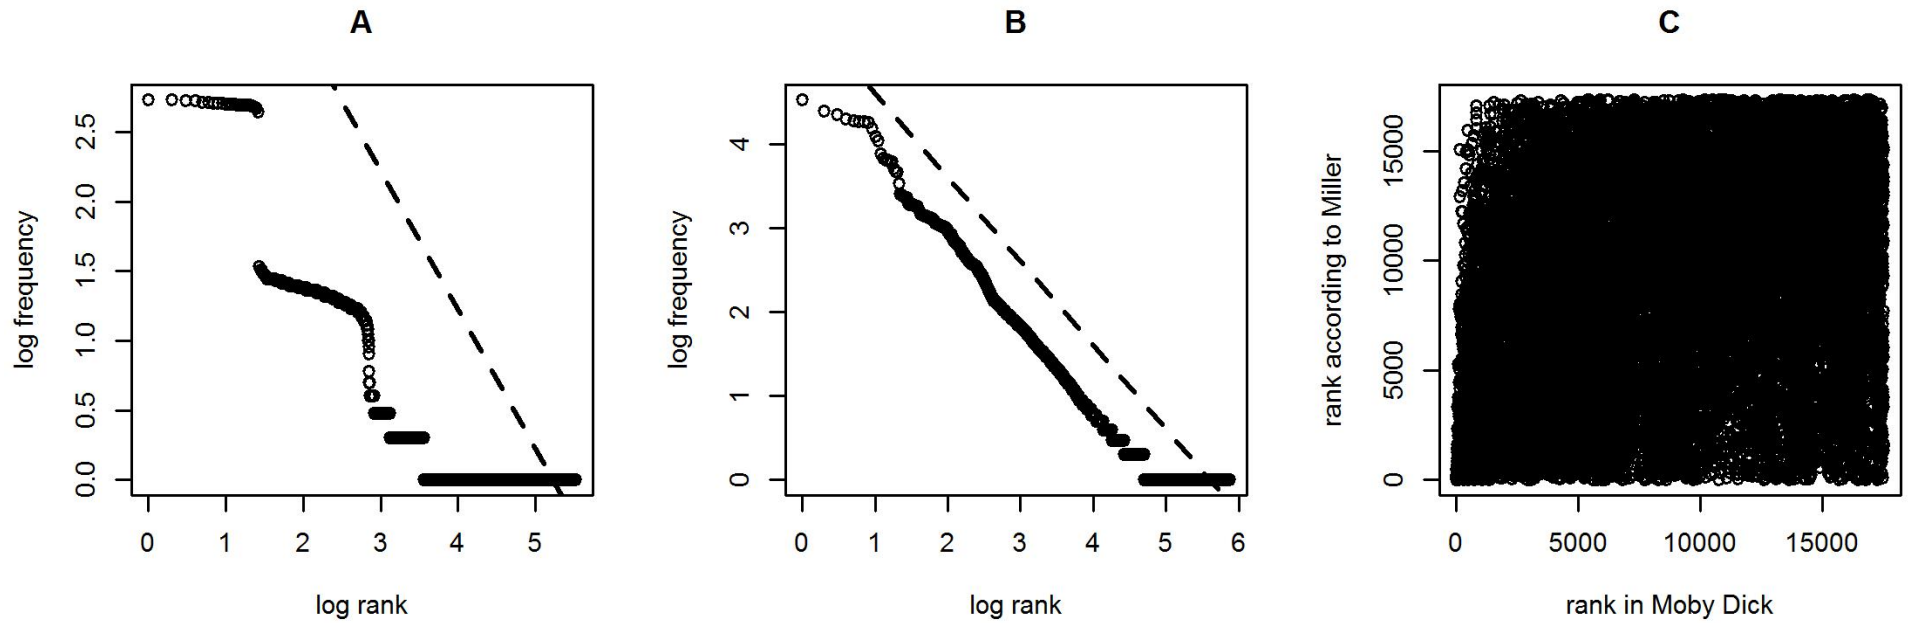 A
log frequency
2.5
2.0
1.5
1.0
0.5
0.0
0 1 2 3 4 5
log rank
B
log frequency
4
3
2
1
0
0 1 2 3 4 5 6
log rank
C
rank according to Miller
15000
10000
5000
0
0 5000 10000 15000
rank in Moby Dick